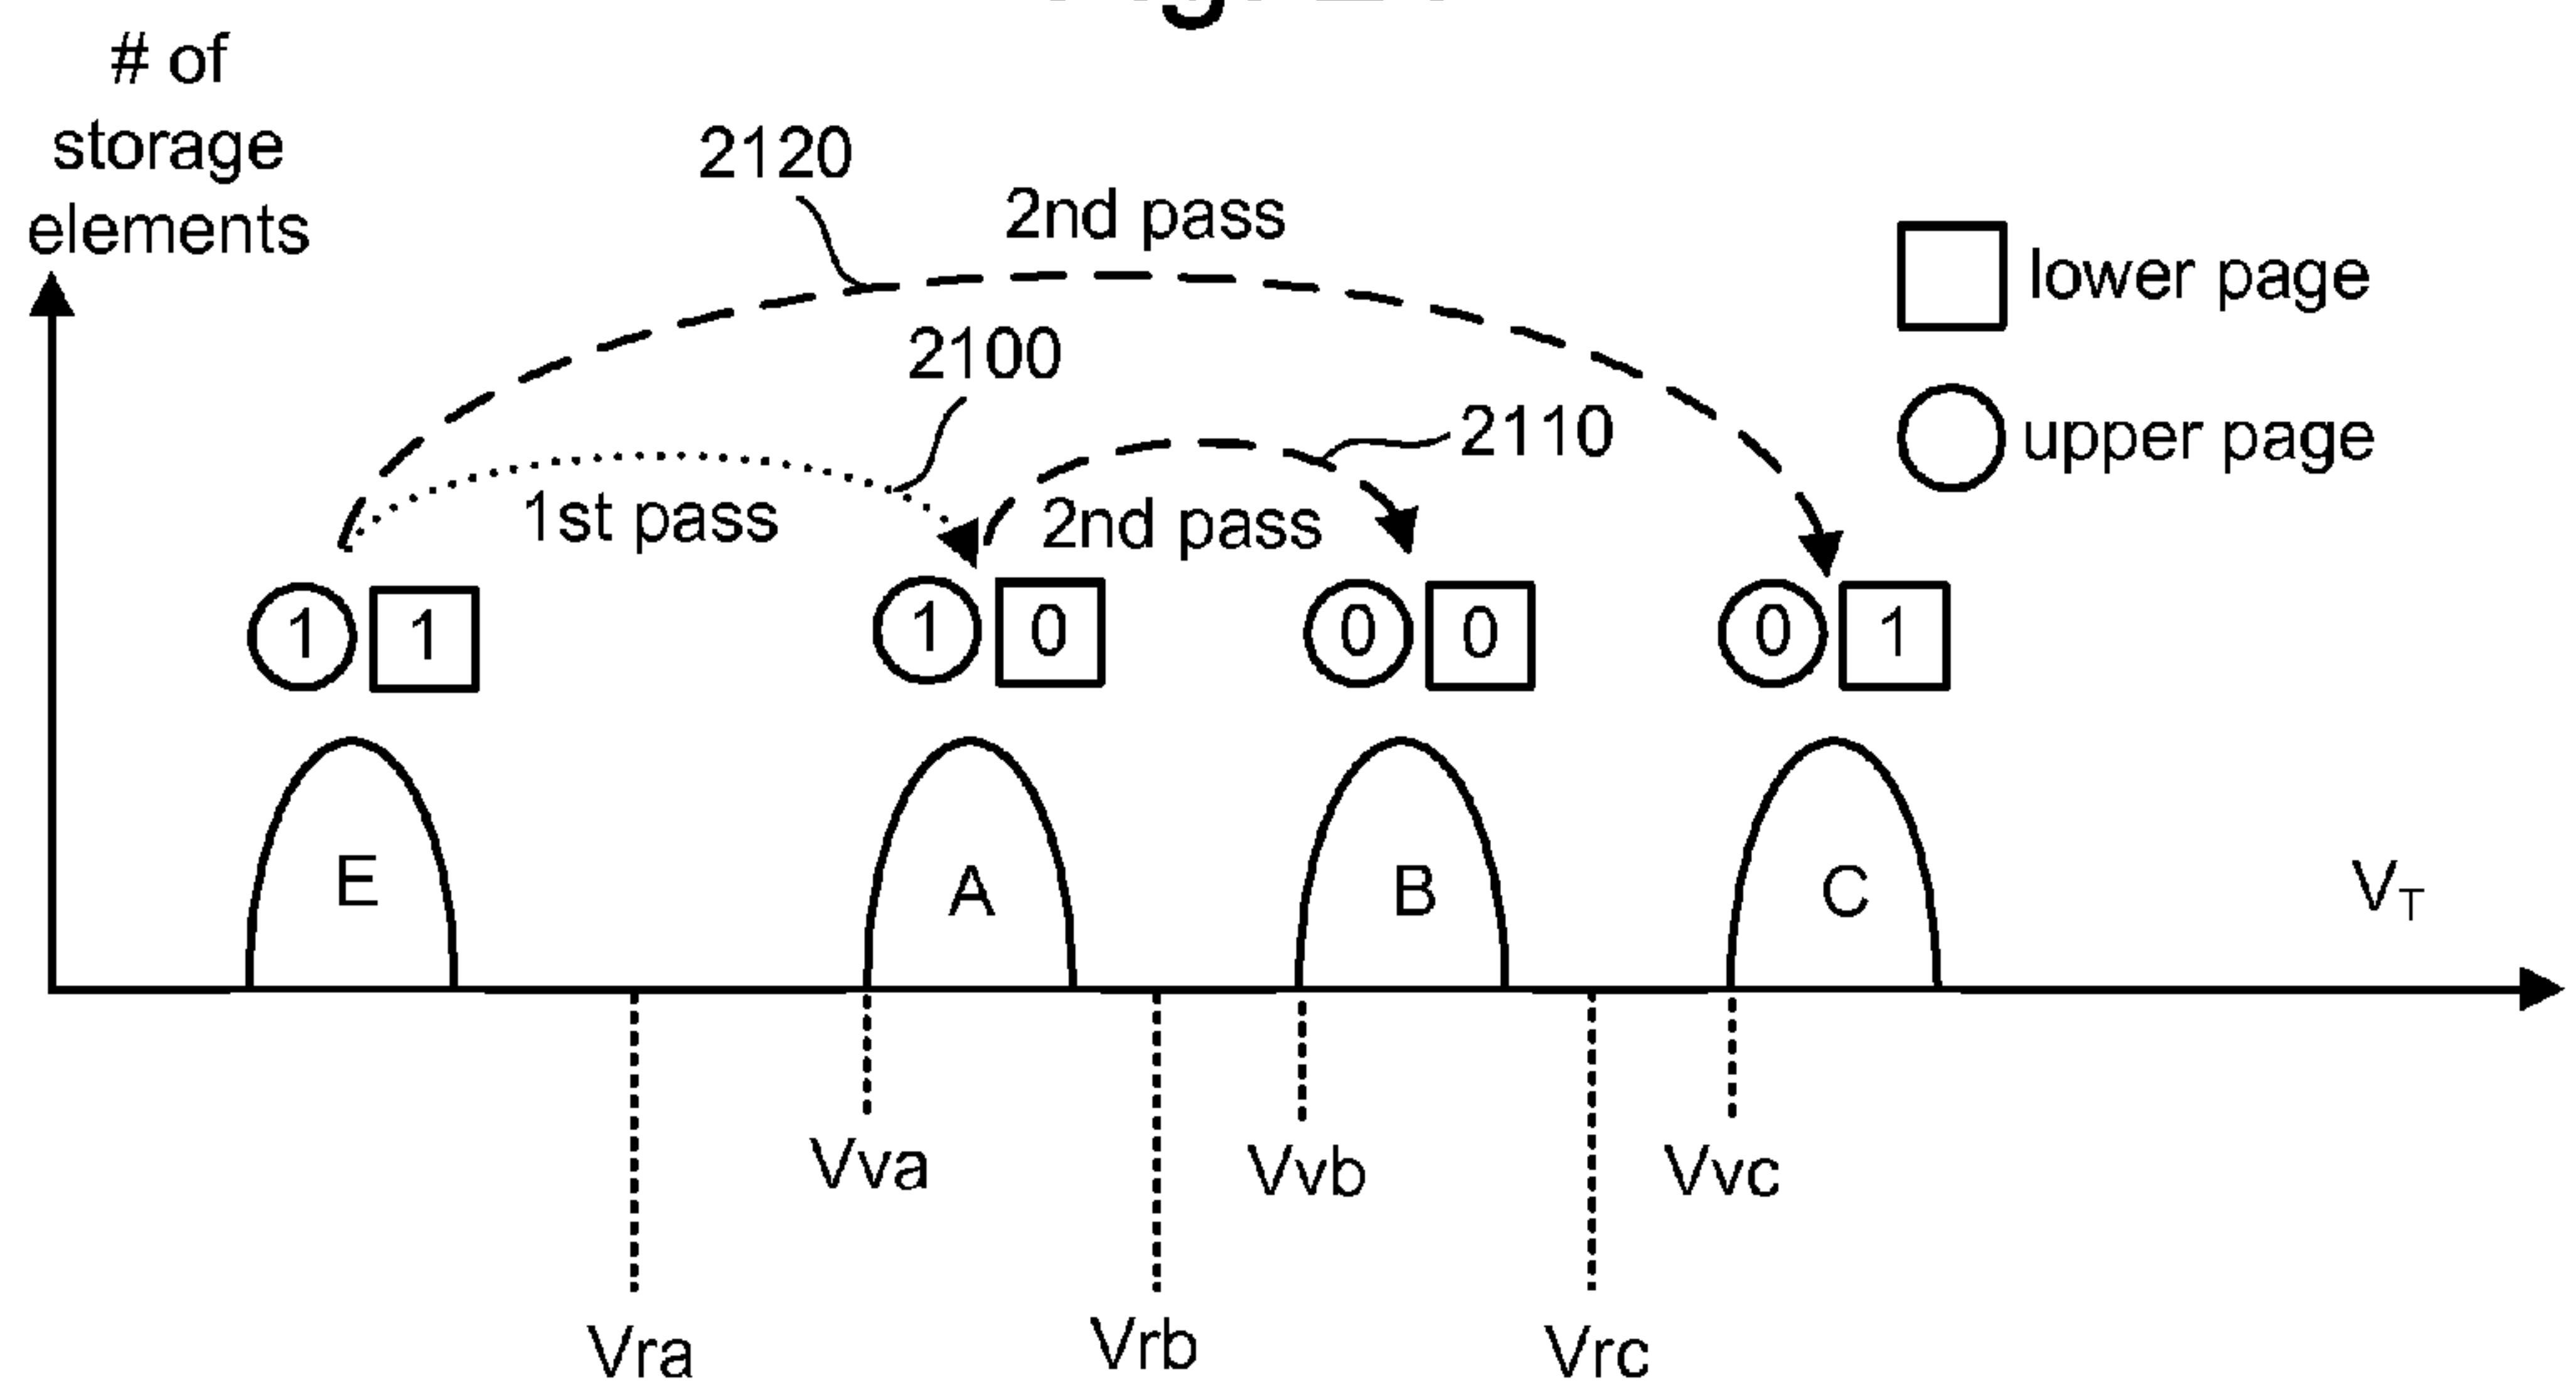 # of
storage
elements
2120
2nd pass
lower page
2100
2110
upper page
1st pass
2nd pass
1 1
1 0
0 0
0 1
E
A
B
C
VT
Vva
Vvb
Vvc
Vra
Vrb
Vrc